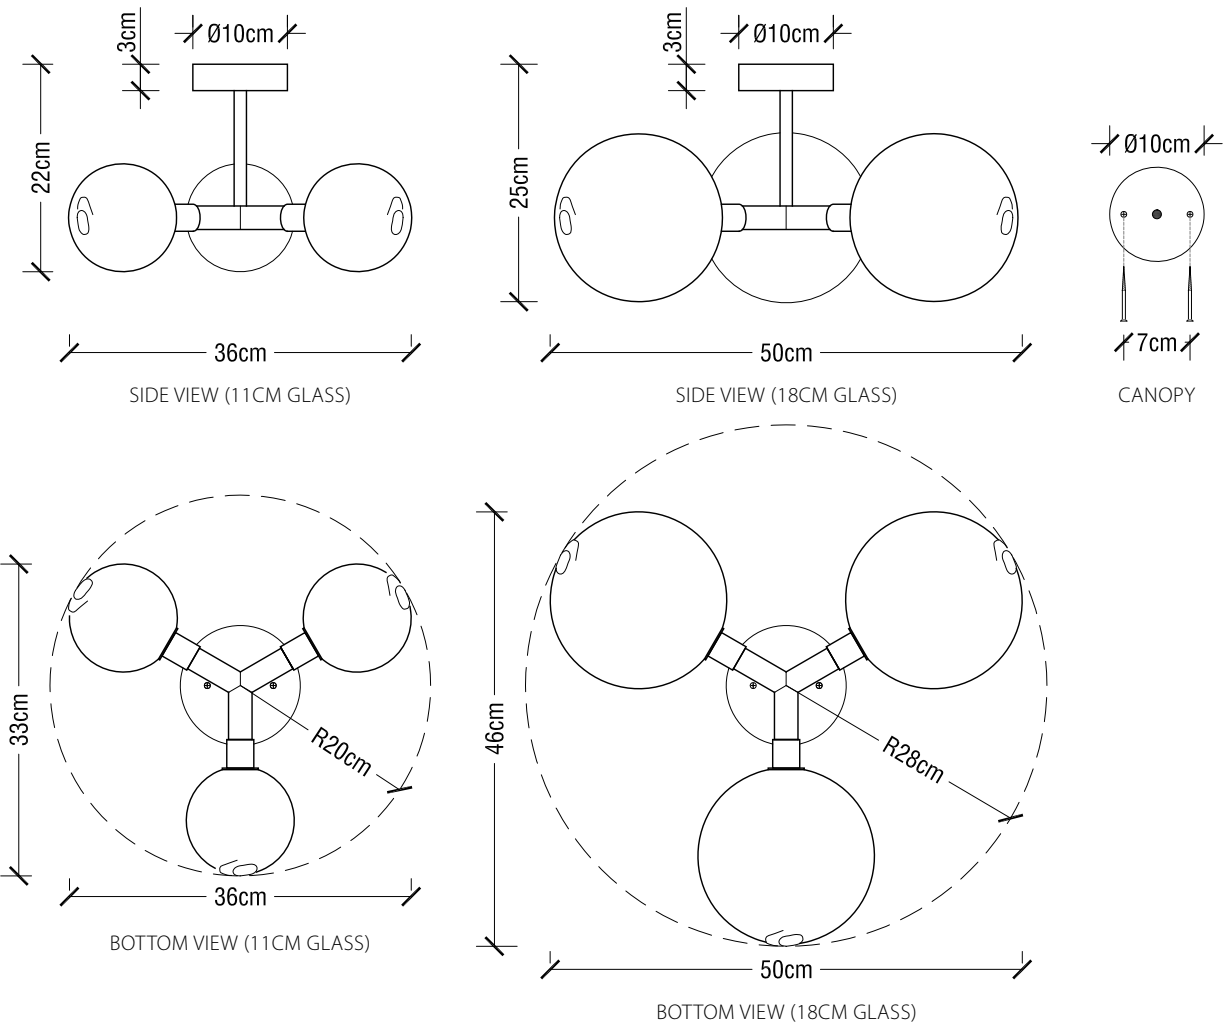 3cm
Ø10cm
22cm
36cm
SIDE VIEW (11CM GLASS)
3cm
Ø10cm
25cm
50cm
SIDE VIEW (18CM GLASS)
Ø10cm
7cm
CANOPY
33cm
R20cm
36cm
BOTTOM VIEW (11CM GLASS)
46cm
R28cm
50cm
BOTTOM VIEW (18CM GLASS)